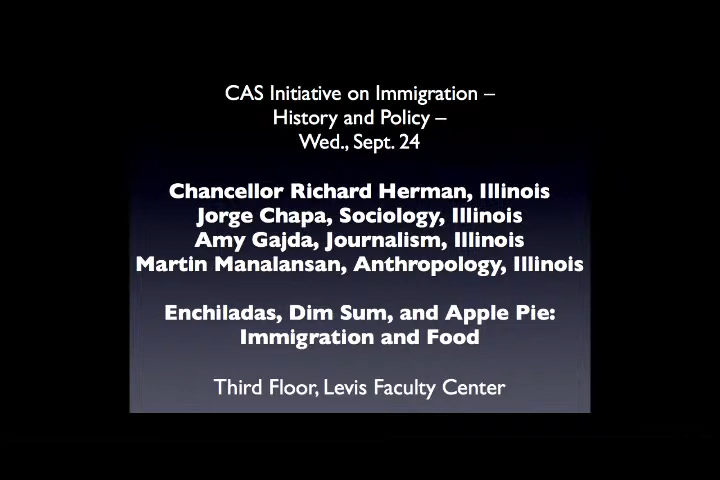 CAS Initiative on Immigration –
History and Policy –
Wed., Sept. 24
Chancellor Richard Herman, Illinois
Jorge Chapa, Sociology, Illinois
Amy Gajda, Journalism, Illinois
Martin Manalansan, Anthropology, Illinois
Enchiladas, Dim Sum, and Apple Pie:
Immigration and Food
Third Floor, Levis Faculty Center